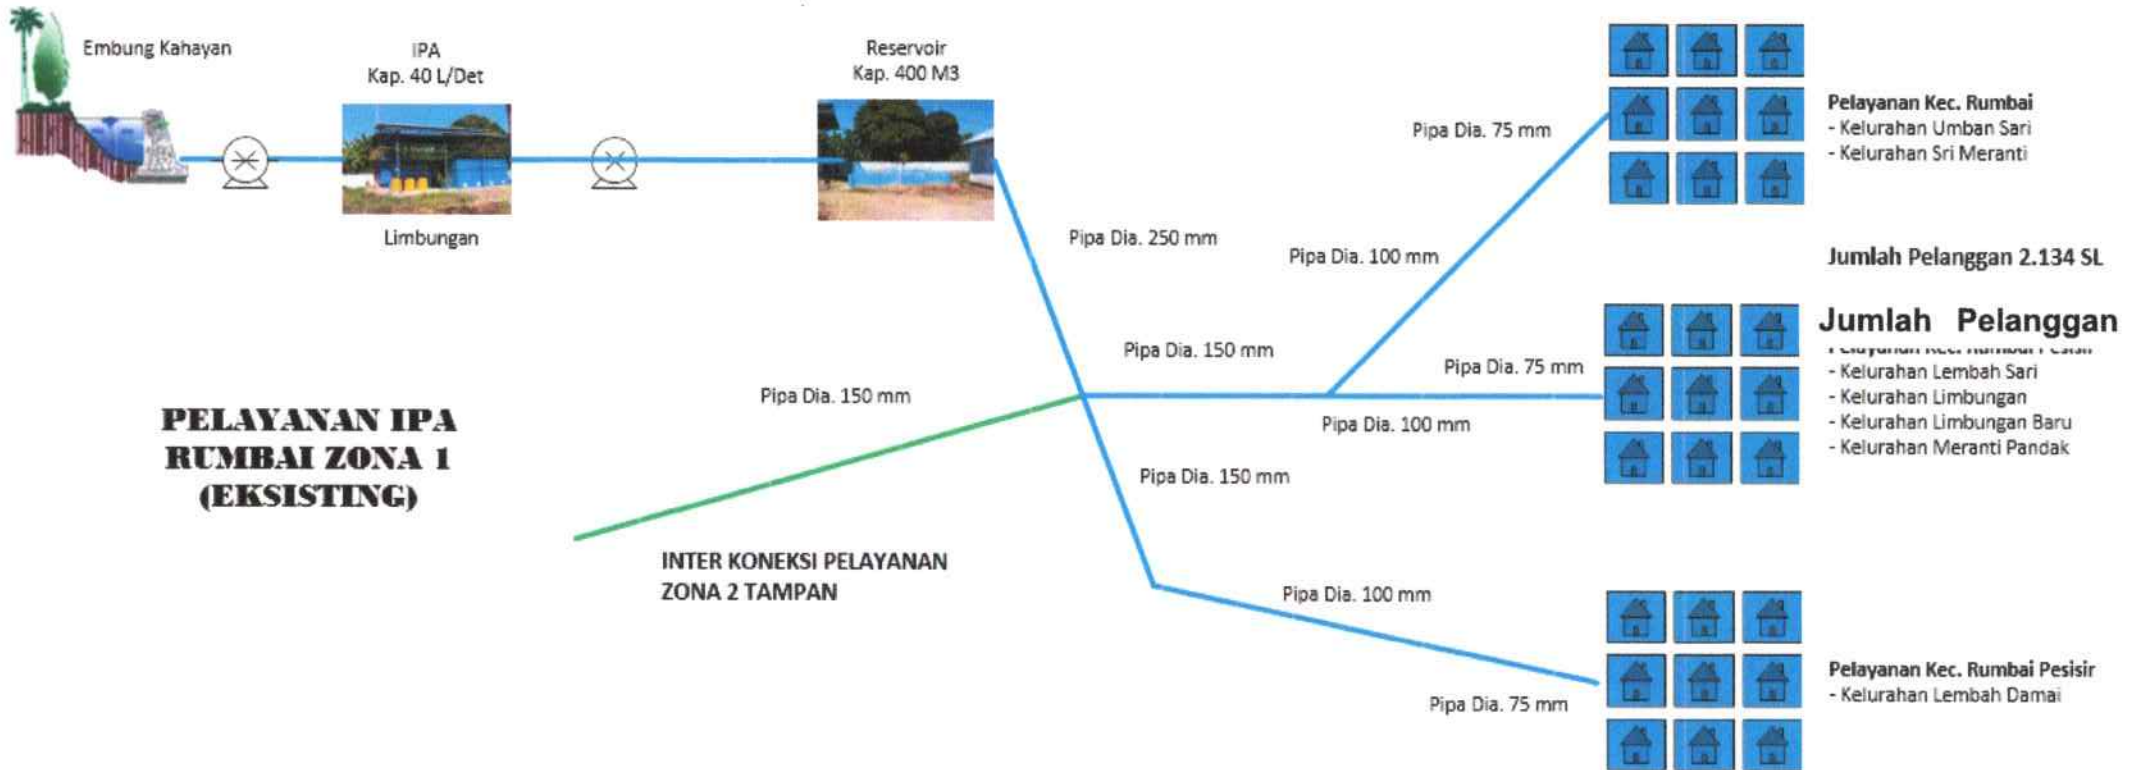 Embung Kahayan
IPA
Kap. 40 L/Det
Limbungan
Reservoir
Kap. 400 M3
Pipa Dia. 250 mm
Pipa Dia. 75 mm
Pipa Dia. 100 mm
Pipa Dia. 150 mm
Pipa Dia. 75 mm
Pipa Dia. 100 mm
Pipa Dia. 150 mm
Pipa Dia. 150 mm
Pipa Dia. 100 mm
Pipa Dia. 75 mm
PELAYANAN IPA
RUMBAI ZONA 1
(EKSISTING)
INTER KONEKSI PELAYANAN
ZONA 2 TAMPAN
Pelayanan Kec. Rumbai
- Kelurahan Umban Sari
- Kelurahan Sri Meranti
Jumlah Pelanggan 2.134 SL
Jumlah Pelanggan
- Kelurahan Lembah Sari
- Kelurahan Limbungan
- Kelurahan Limbungan Baru
- Kelurahan Meranti Pandak
Pelayanan Kec. Rumbai Pesisir
- Kelurahan Lembah Damai